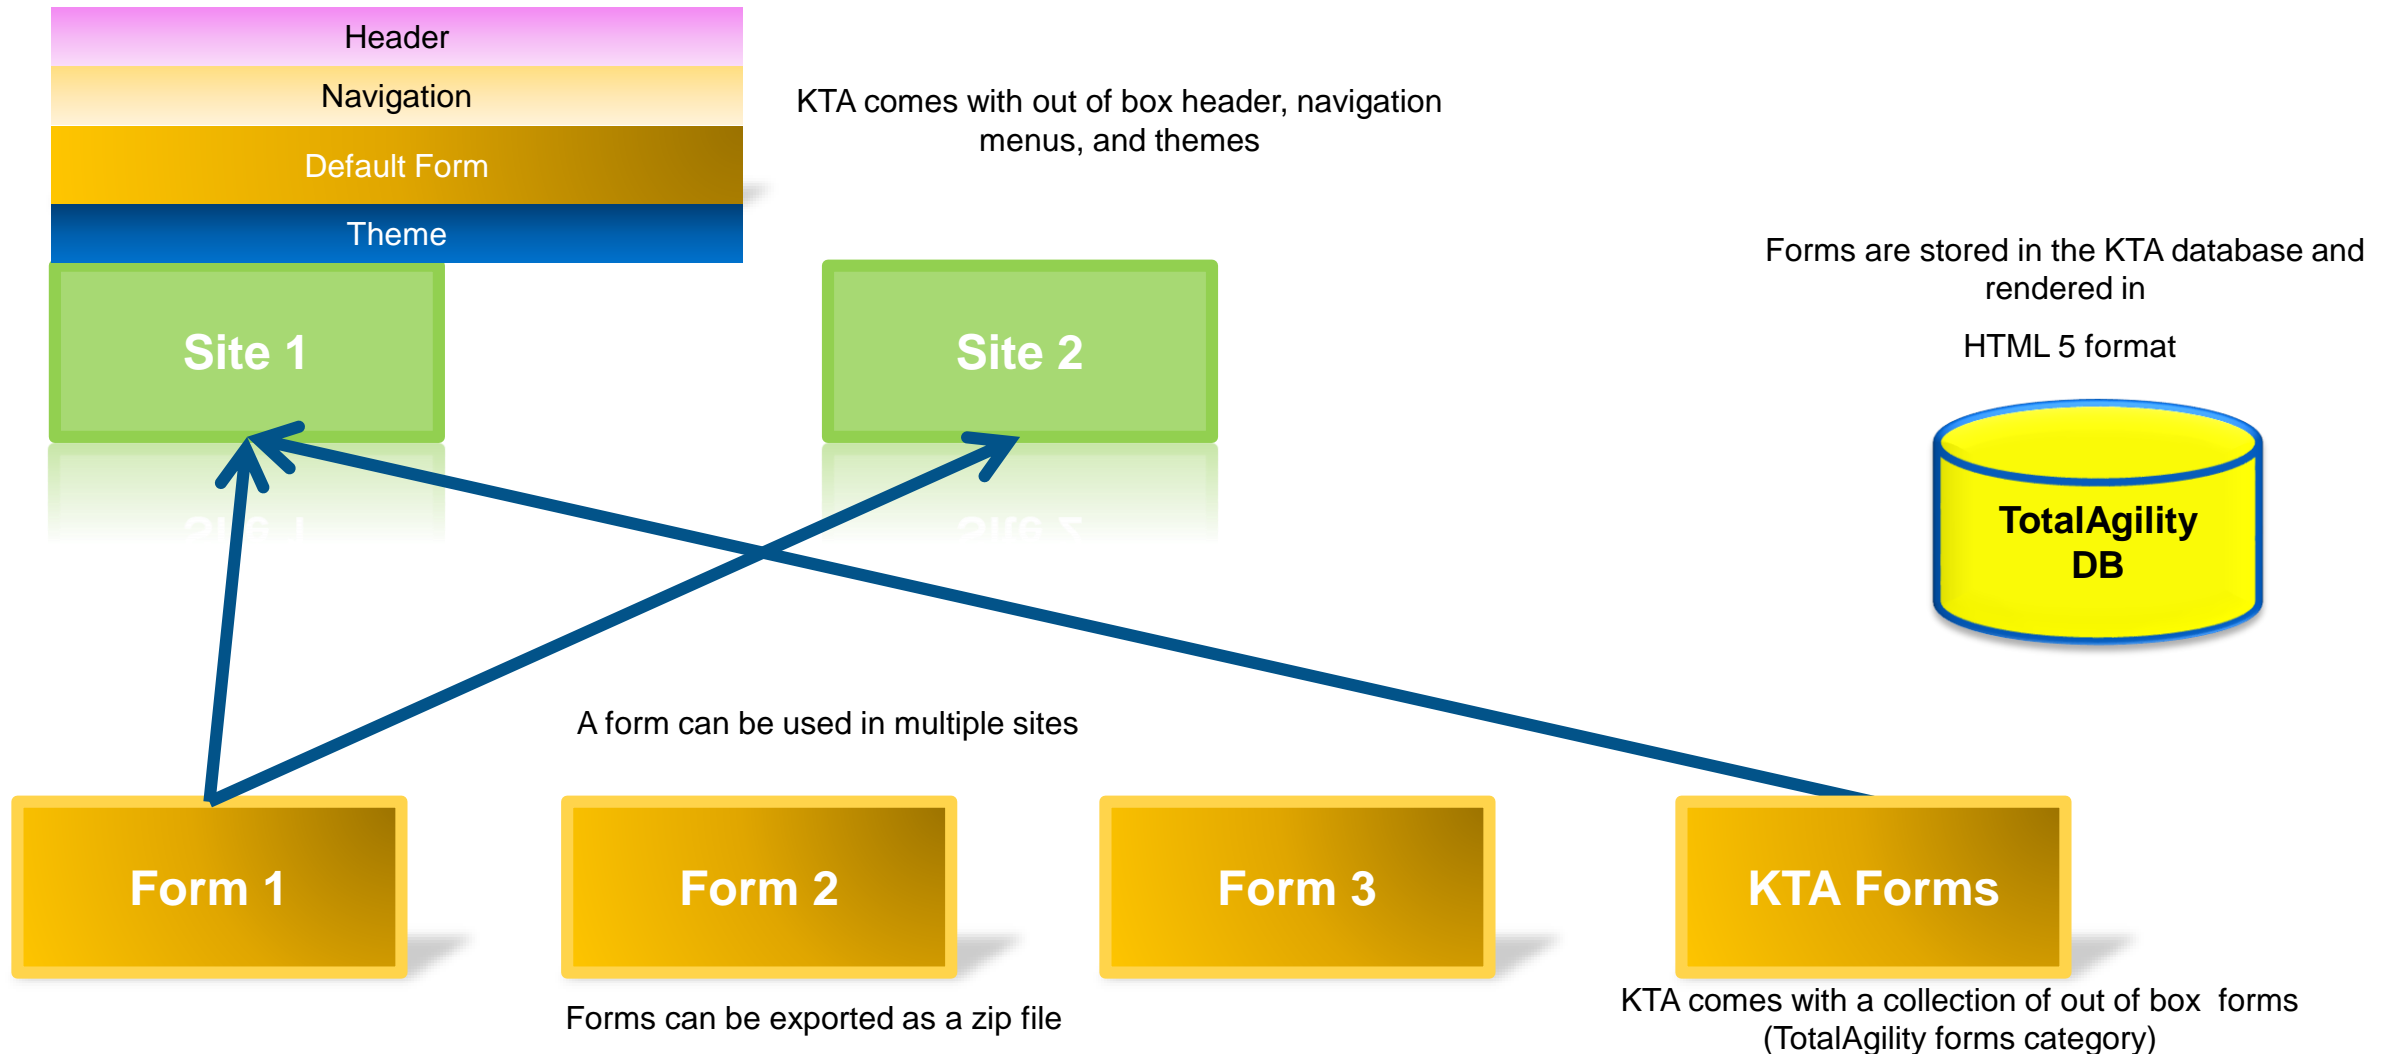 Header
Navigation
Default Form
Theme
KTA comes with out of box header, navigation
menus, and themes
Forms are stored in the KTA database and
rendered in
HTML 5 format
Site 1
Site 2
TotalAgility
DB
A form can be used in multiple sites
Form 1
Form 2
Form 3
KTA Forms
Forms can be exported as a zip file
KTA comes with a collection of out of box  forms
(TotalAgility forms category)